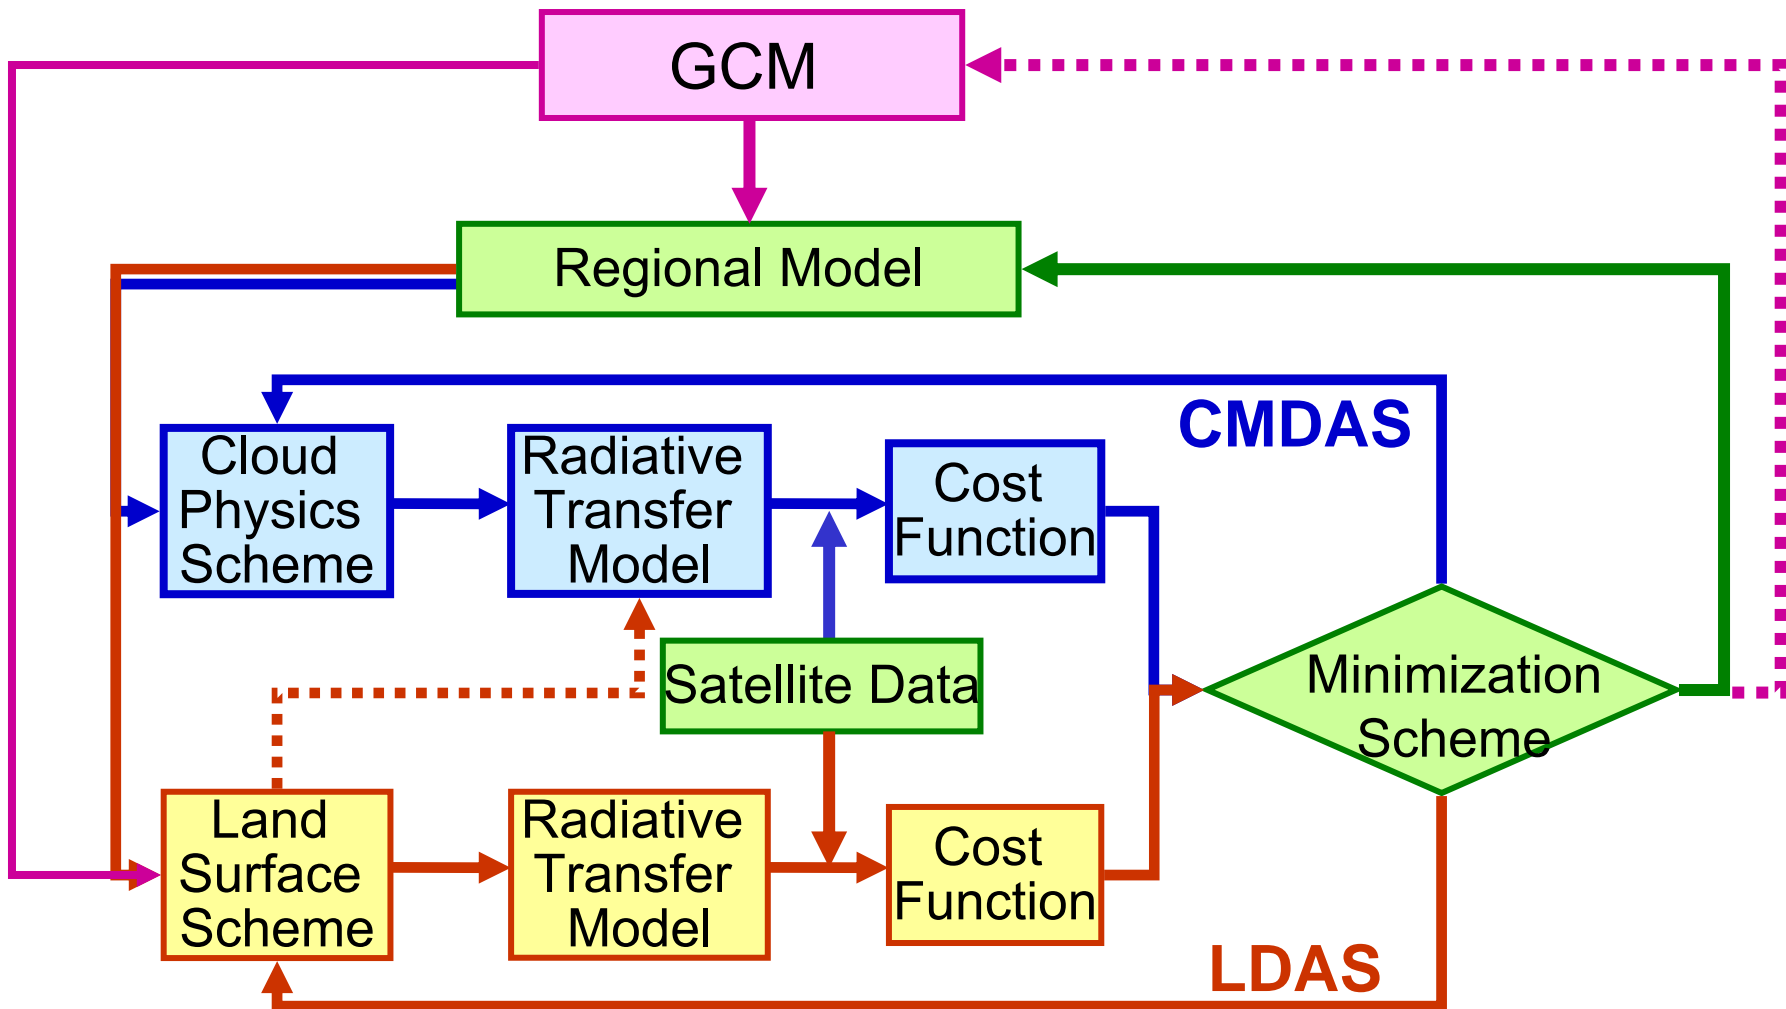 GCM
Regional Model
CMDAS
Cloud
Physics
Scheme
Radiative
Transfer
Model
Cost
Function
Satellite Data
Minimization
Scheme
Land
Surface
Scheme
Radiative
Transfer
Model
Cost
Function
LDAS